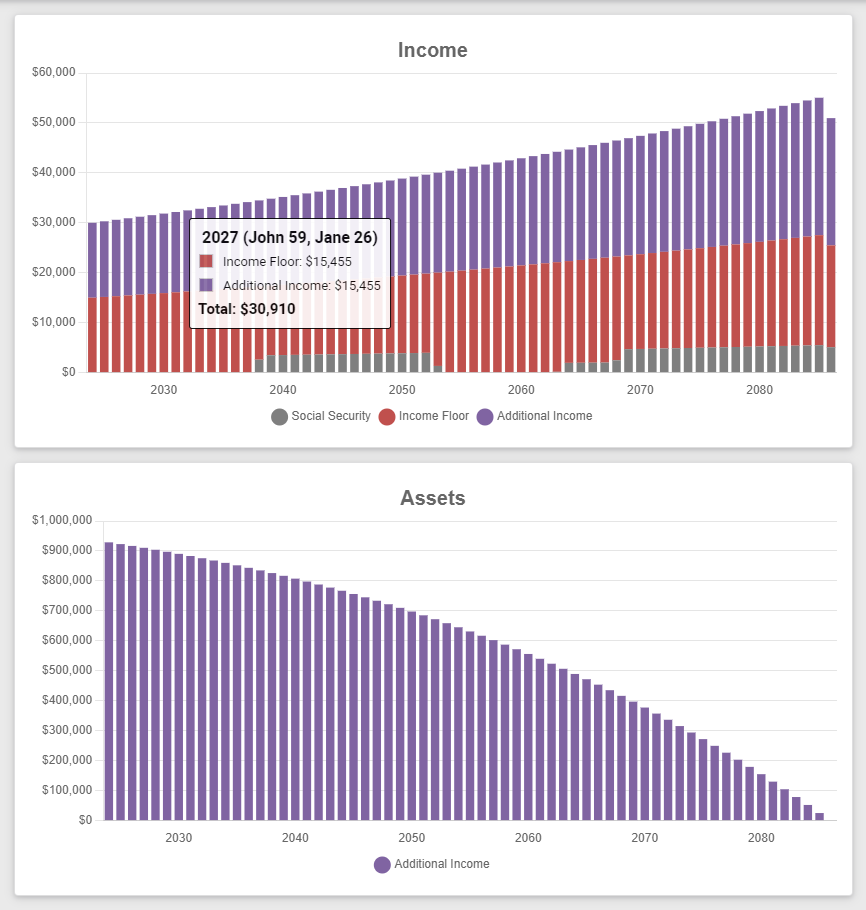 Income
$60,000
$50,000
$40,000
$30,000
$20,000
$10,000
$0
2027 (John 59, Jane 26)
Income Floor: $15,455
Additional Income: $15,455
Total: $30,910
2030 2040 2050 2060 2070 2080
Social Security Income Floor Additional Income
Assets
$1,000,000
$900,000
$800,000
$700,000
$600,000
$500,000
$400,000
$300,000
$200,000
$100,000
$0
2030 2040 2050 2060 2070 2080
Additional Income